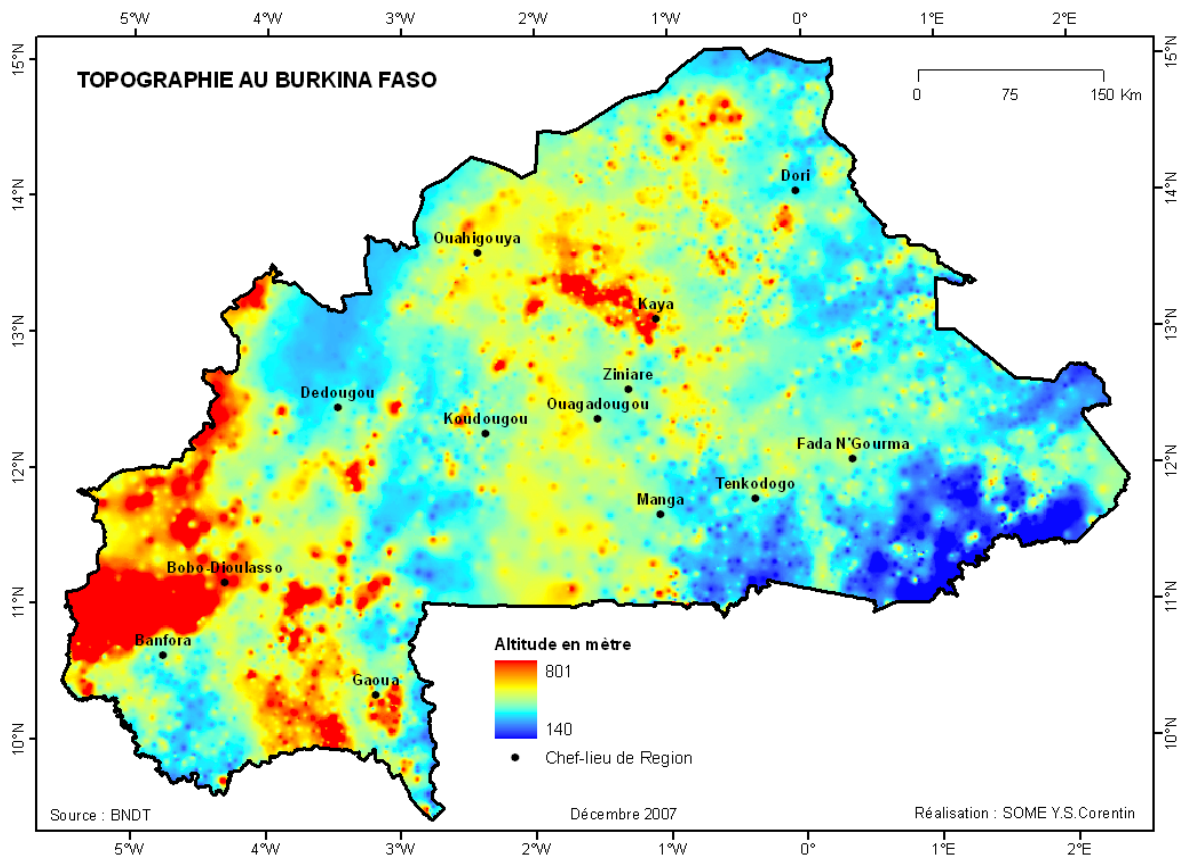 5°W 4°W 3°W 2°W 1°W 0° 1°E 2°E
15°N 15°N
TOPOGRAPHIE AU BURKINA FASO
0 75 150 Km
Dori
14°N 14°N
Ouahigouya
Kaya
13°N 13°N
Ziniare
Dedougou
Ouagadougou
Koudougou
Fada N'Gourma
12°N 12°N
Tenkodogo
Manga
Bobo-Dioulasso
11°N 11°N
Banfora
Altitude en mètre
801
Gaoua
140
10°N 10°N
Chef-lieu de Region
Source : BNDT Décembre 2007 Réalisation : SOME Y.S.Corentin
5°W 4°W 3°W 2°W 1°W 0° 1°E 2°E